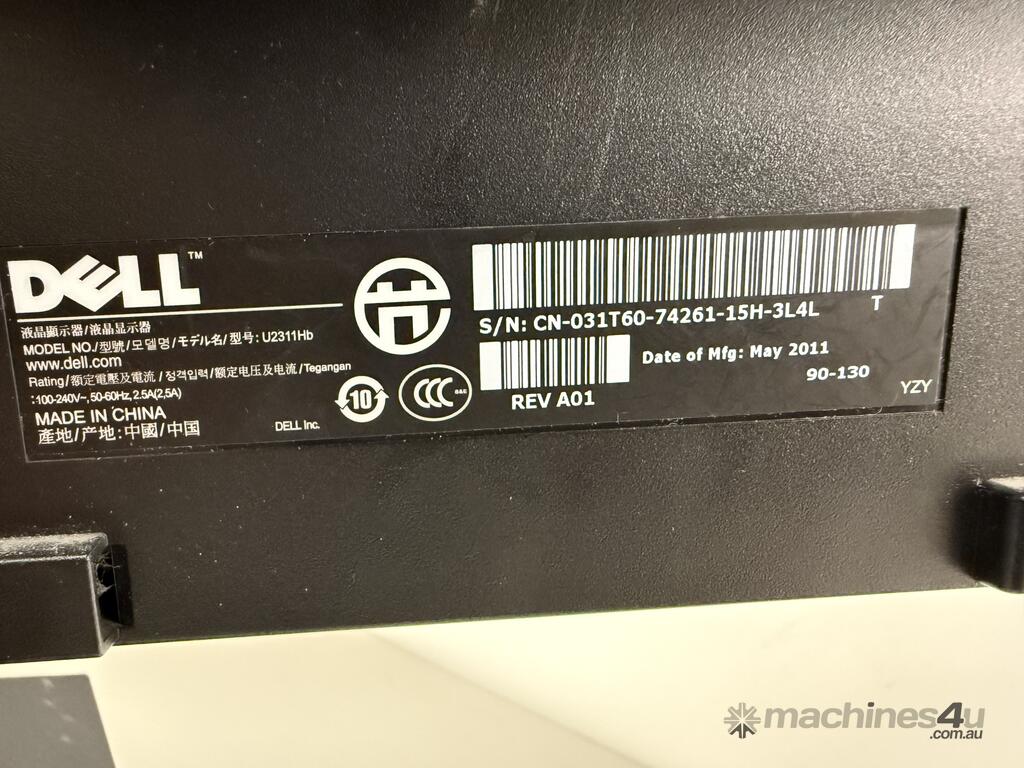 DELL™
液晶顯示器/液晶显示器
MODEL NO./型號/모델명/モデル名/型号: U2311Hb
www.dell.com
Rating/額定電壓及電流/정격입력/额定电压及电流/Tegangan
:100-240V~, 50-60Hz, 2.5A(2,5A)
MADE IN CHINA
產地/产地: 中國/中国
DELL Inc.
10
CCC
S&E
S/N: CN-031T60-74261-15H-3L4L
T
Date of Mfg: May 2011
90-130
REV A01
YZY
machines4u
.com.au